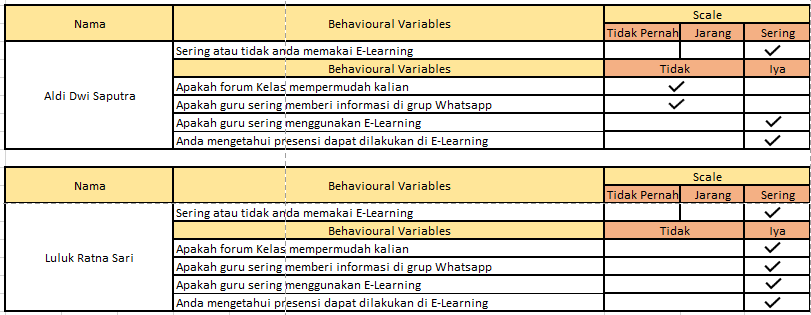 Nama Behavioural Variables Scale
Tidak Pernah Jarang Sering
Aldi Dwi Saputra
Sering atau tidak anda memakai E-Learning ✓
Behavioural Variables Tidak Iya
Apakah forum Kelas mempermudah kalian ✓
Apakah guru sering memberi informasi di grup Whatsapp ✓
Apakah guru sering menggunakan E-Learning ✓
Anda mengetahui presensi dapat dilakukan di E-Learning ✓
Nama Behavioural Variables Scale
Tidak Pernah Jarang Sering
Luluk Ratna Sari
Sering atau tidak anda memakai E-Learning ✓
Behavioural Variables Tidak Iya
Apakah forum Kelas mempermudah kalian ✓
Apakah guru sering memberi informasi di grup Whatsapp ✓
Apakah guru sering menggunakan E-Learning ✓
Anda mengetahui presensi dapat dilakukan di E-Learning ✓